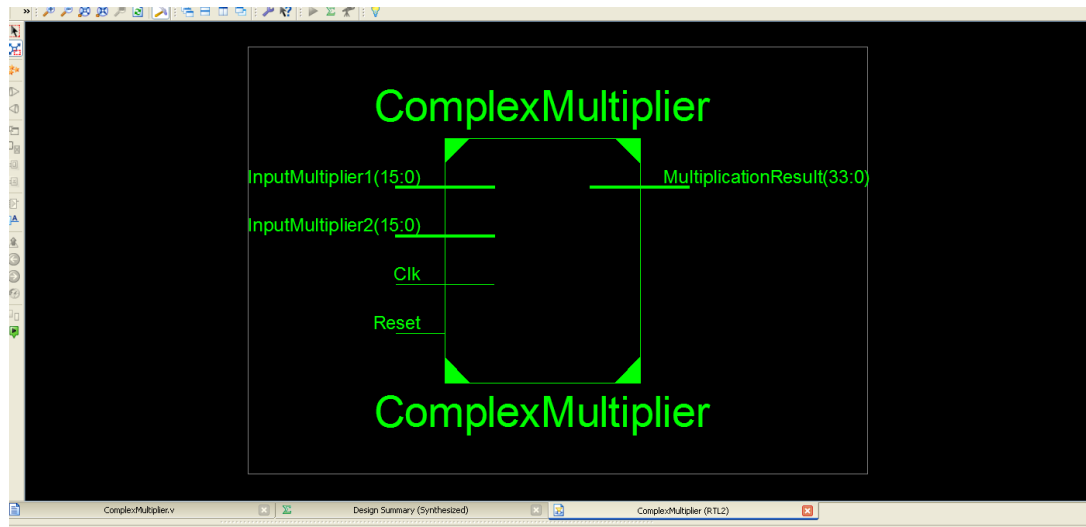 ComplexMultiplier
InputMultiplier1(15:0)
MultiplicationResult(33:0)
InputMultiplier2(15:0)
Clk
Reset
ComplexMultiplier
ComplexMultiplier.v
Design Summary (Synthesized)
ComplexMultiplier (RTL2)